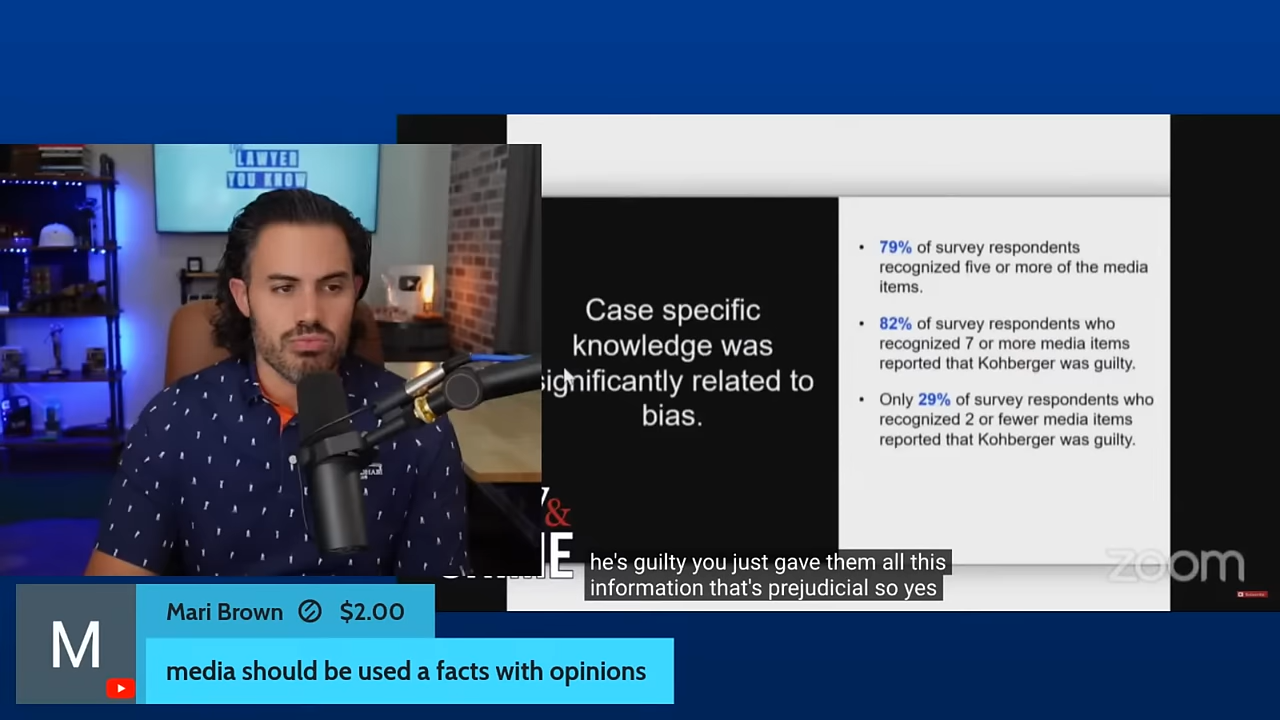 LAWYER
YOU KNOW
Case specific
knowledge was
significantly related to
bias.
• 79% of survey respondents
recognized five or more of the media
items.
• 82% of survey respondents who
recognized 7 or more media items
reported that Kohberger was guilty.
• Only 29% of survey respondents who
recognized 2 or fewer media items
reported that Kohberger was guilty.
&
he's guilty you just gave them all this
information that's prejudicial so yes
zoom
Mari Brown $2.00
M
media should be used a facts with opinions